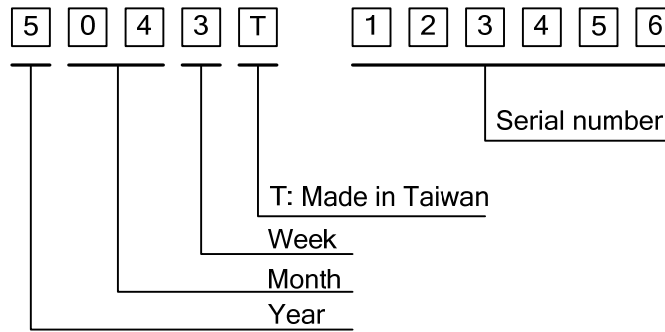 5 0 4 3 T 1 2 3 4 5 6
Serial number
T: Made in Taiwan
Week
Month
Year